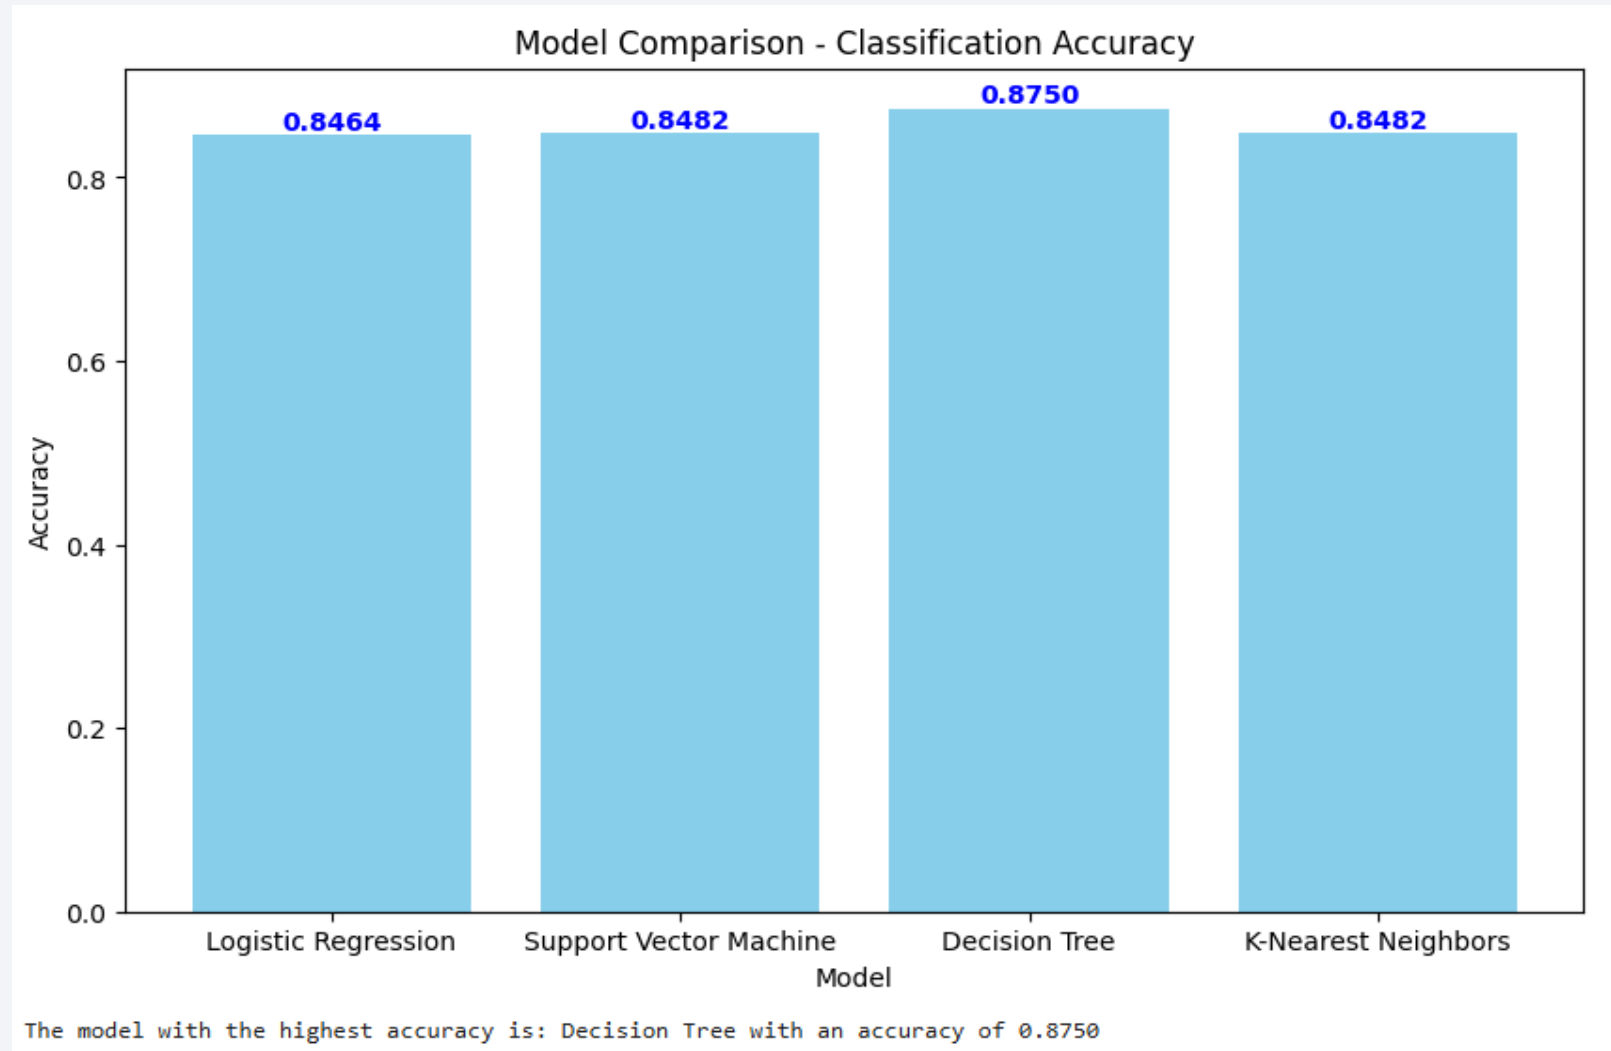 Model Comparison - Classification Accuracy
0.8464
0.8482
0.8750
0.8482
0.8
0.6
0.4
0.2
0.0
Accuracy
Logistic Regression
Support Vector Machine
Decision Tree
K-Nearest Neighbors
Model
The model with the highest accuracy is: Decision Tree with an accuracy of 0.8750